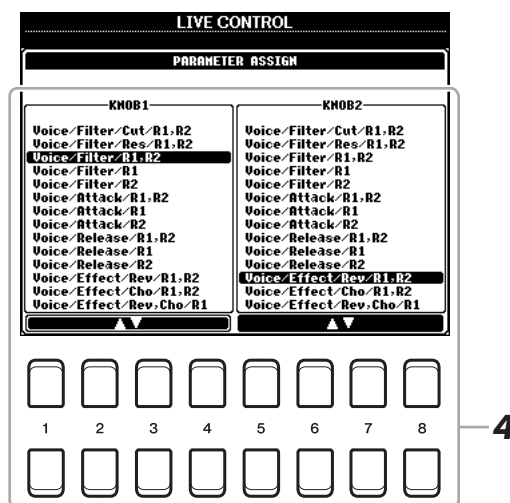 LIVE CONTROL
PARAMETER ASSIGN
KNOB1
Voice/Filter/Cut/R1,R2
Voice/Filter/Res/R1,R2
Voice/Filter/R1,R2
Voice/Filter/R1
Voice/Filter/R2
Voice/Attack/R1,R2
Voice/Attack/R1
Voice/Attack/R2
Voice/Release/R1,R2
Voice/Release/R1
Voice/Release/R2
Voice/Effect/Rev/R1,R2
Voice/Effect/Cho/R1,R2
Voice/Effect/Rev,Cho/R1
KNOB2
Voice/Filter/Cut/R1,R2
Voice/Filter/Res/R1,R2
Voice/Filter/R1,R2
Voice/Filter/R1
Voice/Filter/R2
Voice/Attack/R1,R2
Voice/Attack/R1
Voice/Attack/R2
Voice/Release/R1,R2
Voice/Release/R1
Voice/Release/R2
Voice/Effect/Rev/R1,R2
Voice/Effect/Cho/R1,R2
Voice/Effect/Rev,Cho/R1
1 2 3 4 5 6 7 8
4